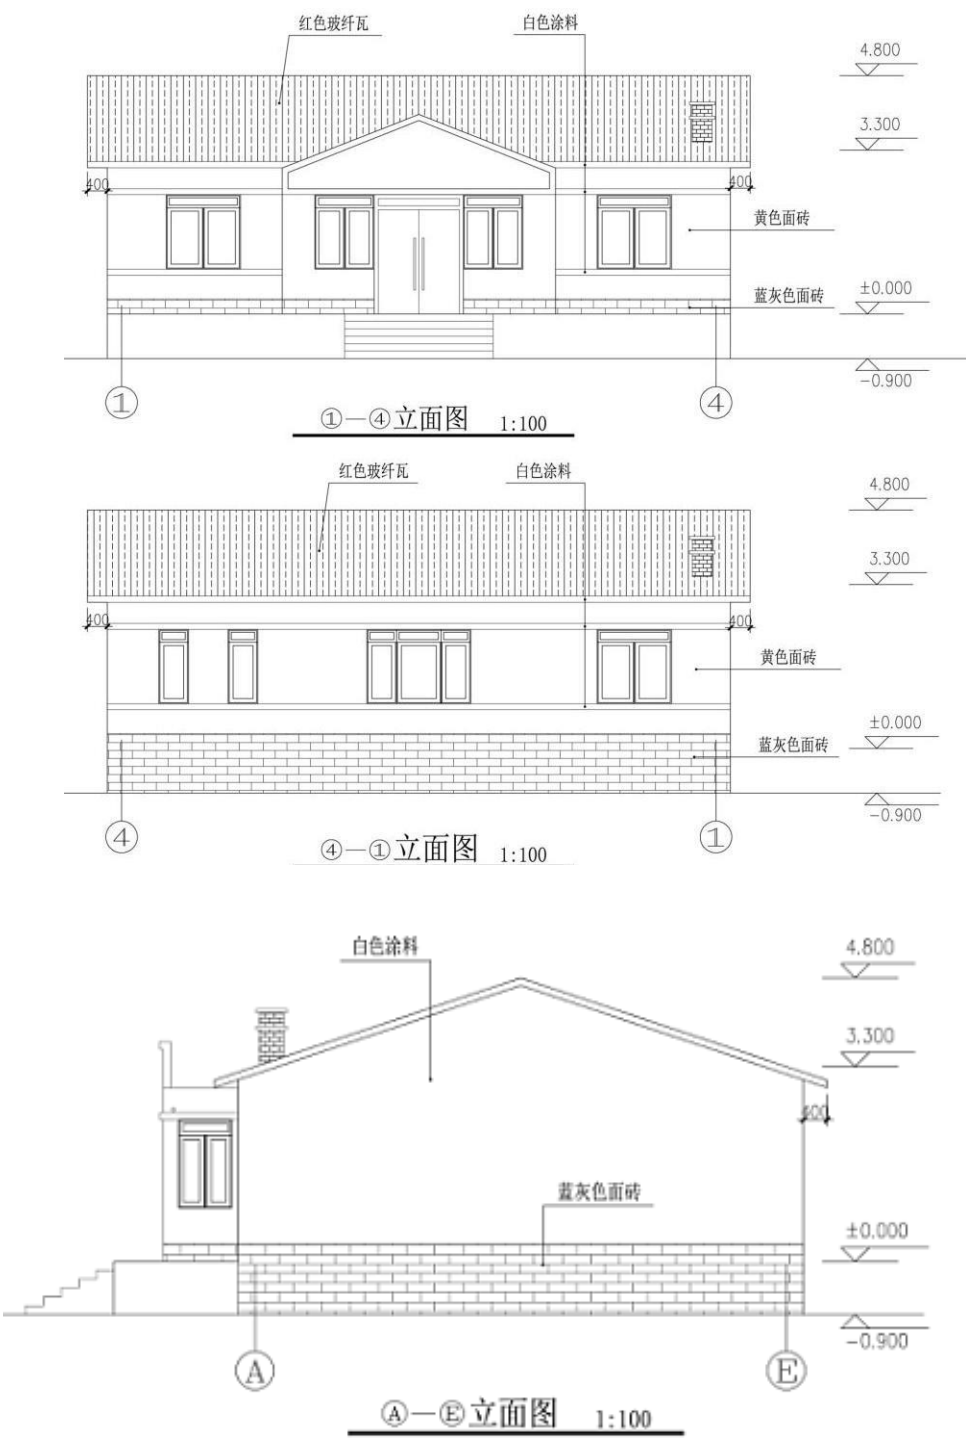 红色玻纤瓦
白色涂料
4.800
3.300
400
400
黄色面砖
蓝灰色面砖
±0.000
-0.900
1
4
①—④立面图 1:100
红色玻纤瓦
白色涂料
4.800
3.300
400
400
黄色面砖
±0.000
蓝灰色面砖
-0.900
4
1
④—①立面图 1:100
白色涂料
4.800
3.300
400
蓝灰色面砖
±0.000
-0.900
A
E
Ⓐ—Ⓔ立面图 1:100